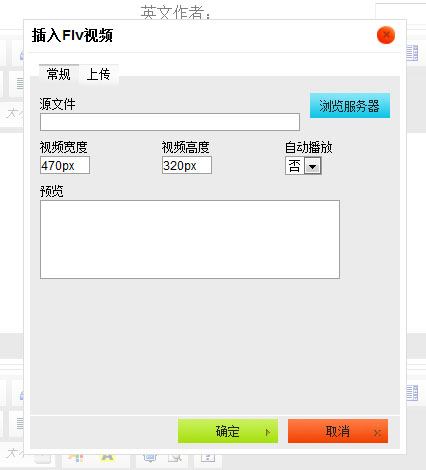 英文作者:
插入Flv视频
常规 上传
源文件
浏览服务器
视频宽度 视频高度 自动播放
470px 320px 否
预览
确定 取消
大小